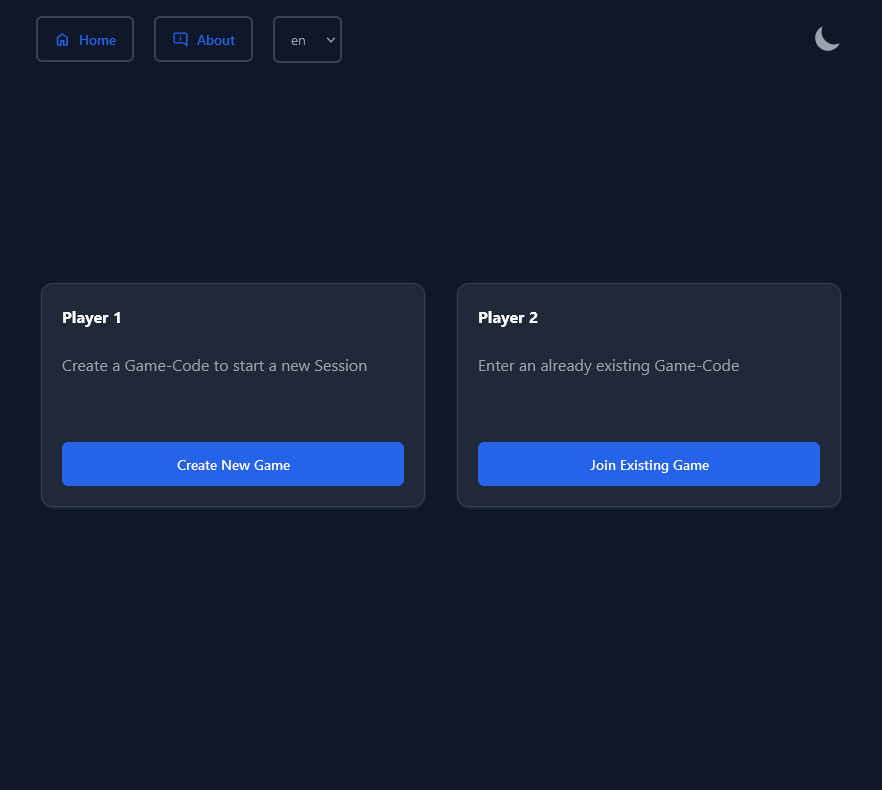 Home
About
en
Player 1
Create a Game-Code to start a new Session
Create New Game
Player 2
Enter an already existing Game-Code
Join Existing Game